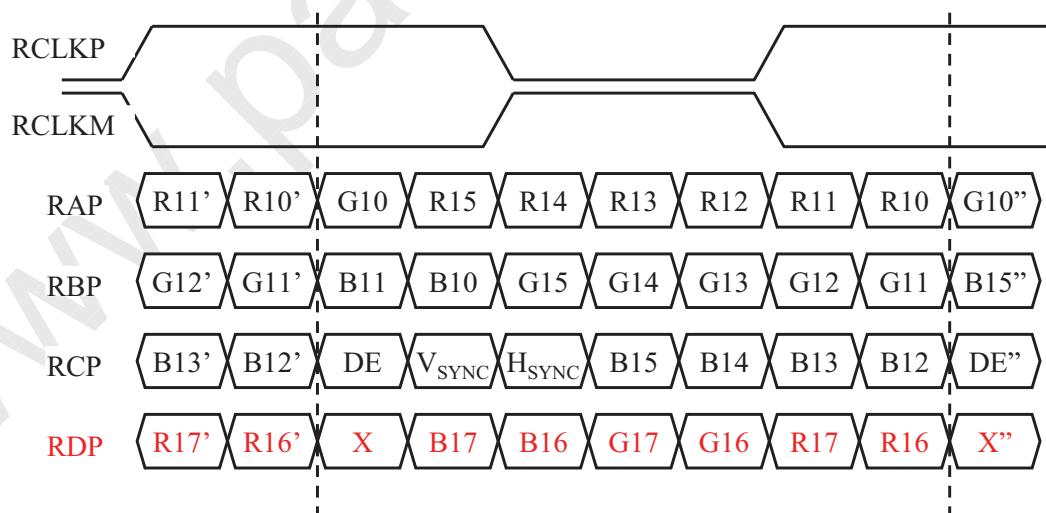 RCLKP
RCLKM
RAP R11’ R10’ G10 R15 R14 R13 R12 R11 R10 G10”
RBP G12’ G11’ B11 B10 G15 G14 G13 G12 G11 B15”
RCP B13’ B12’ DE VSYNC HSYNC B15 B14 B13 B12 DE”
RDP R17’ R16’ X B17 B16 G17 G16 R17 R16 X”